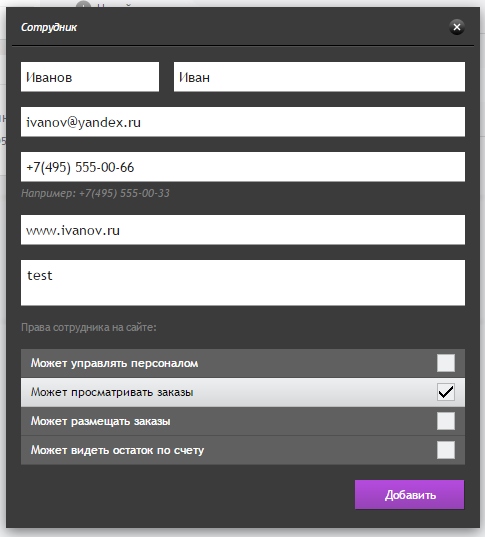 Сотрудник
Иванов Иван
ivanov@yandex.ru
+7(495) 555-00-66
Например: +7(495) 555-00-33
www.ivanov.ru
test
Права сотрудника на сайте:
Может управлять персоналом
Может просматривать заказы
Может размещать заказы
Может видеть остаток по счету
Добавить